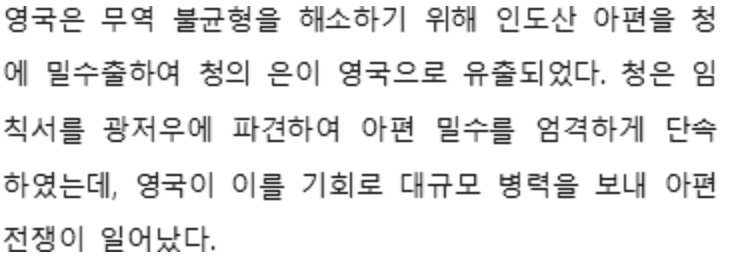 영국은 무역 불균형을 해소하기 위해 인도산 아편을 청
에 밀수출하여 청의 은이 영국으로 유출되었다. 청은 임
칙서를 광저우에 파견하여 아편 밀수를 엄격하게 단속
하였는데, 영국이 이를 기회로 대규모 병력을 보내 아편
전쟁이 일어났다.